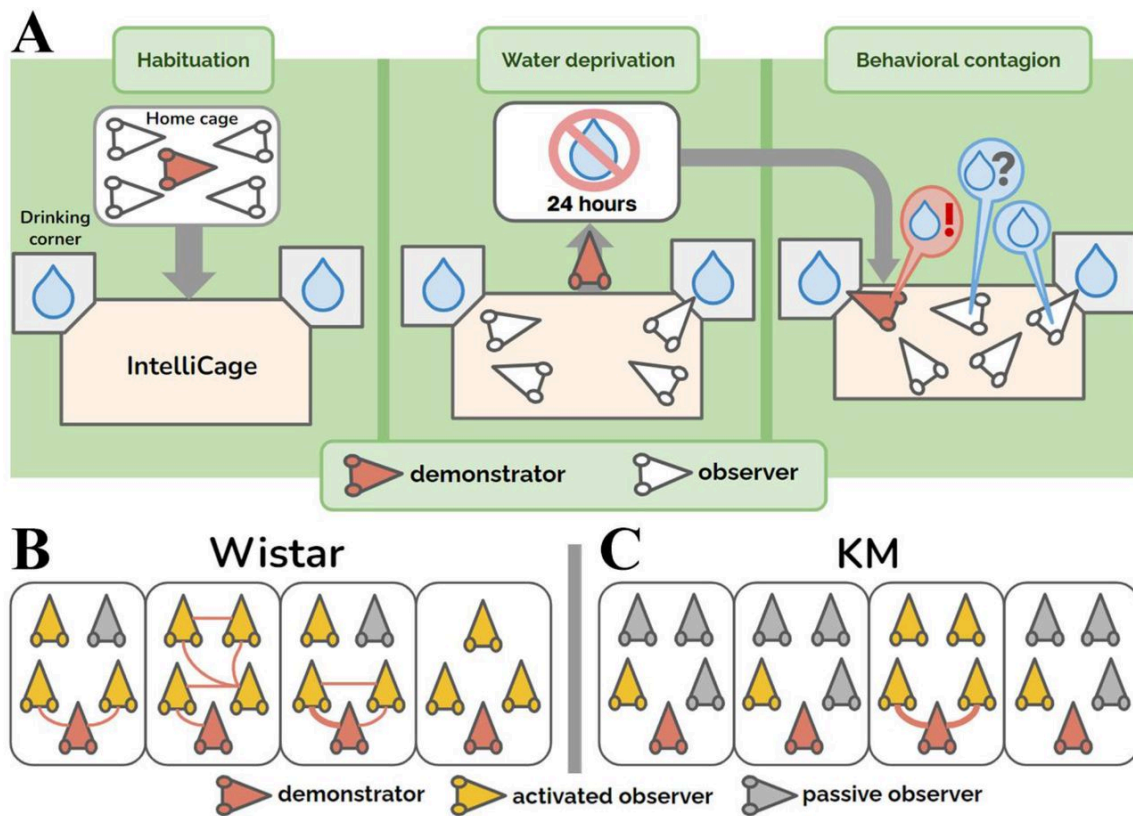 A
Habituation
Water deprivation
Behavioral contagion
Home cage
24 hours
?
!
Drinking
corner
IntelliCage
demonstrator
observer
B
Wistar
C
KM
demonstrator
activated observer
passive observer